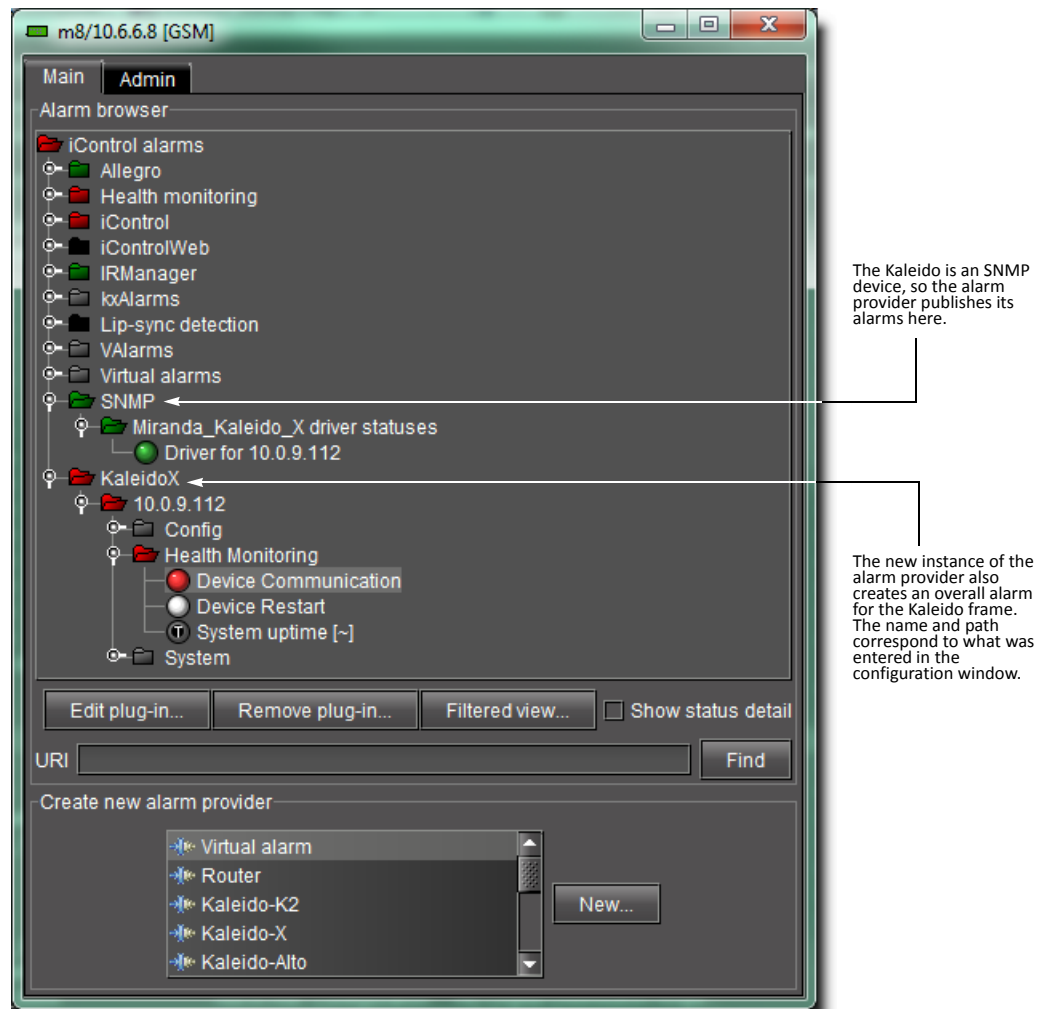 m8/10.6.6.8 [GSM]
Main
Admin
Alarm browser
iControl alarms
Allegro
Health monitoring
iControl
iControlWeb
IRManager
kxAlarms
Lip-sync detection
VAlarms
Virtual alarms
SNMP
Miranda_Kaleido_X driver statuses
Driver for 10.0.9.112
KaleidoX
10.0.9.112
Config
Health Monitoring
Device Communication
Device Restart
T System uptime [~]
System
Edit plug-in...
Remove plug-in...
Filtered view...
Show status detail
URI
Find
Create new alarm provider
Virtual alarm
Router
Kaleido-K2
Kaleido-X
Kaleido-Alto
New...
The Kaleido is an SNMP
device, so the alarm
provider publishes its
alarms here.
The new instance of the
alarm provider also
creates an overall alarm
for the Kaleido frame.
The name and path
correspond to what was
entered in the
configuration window.